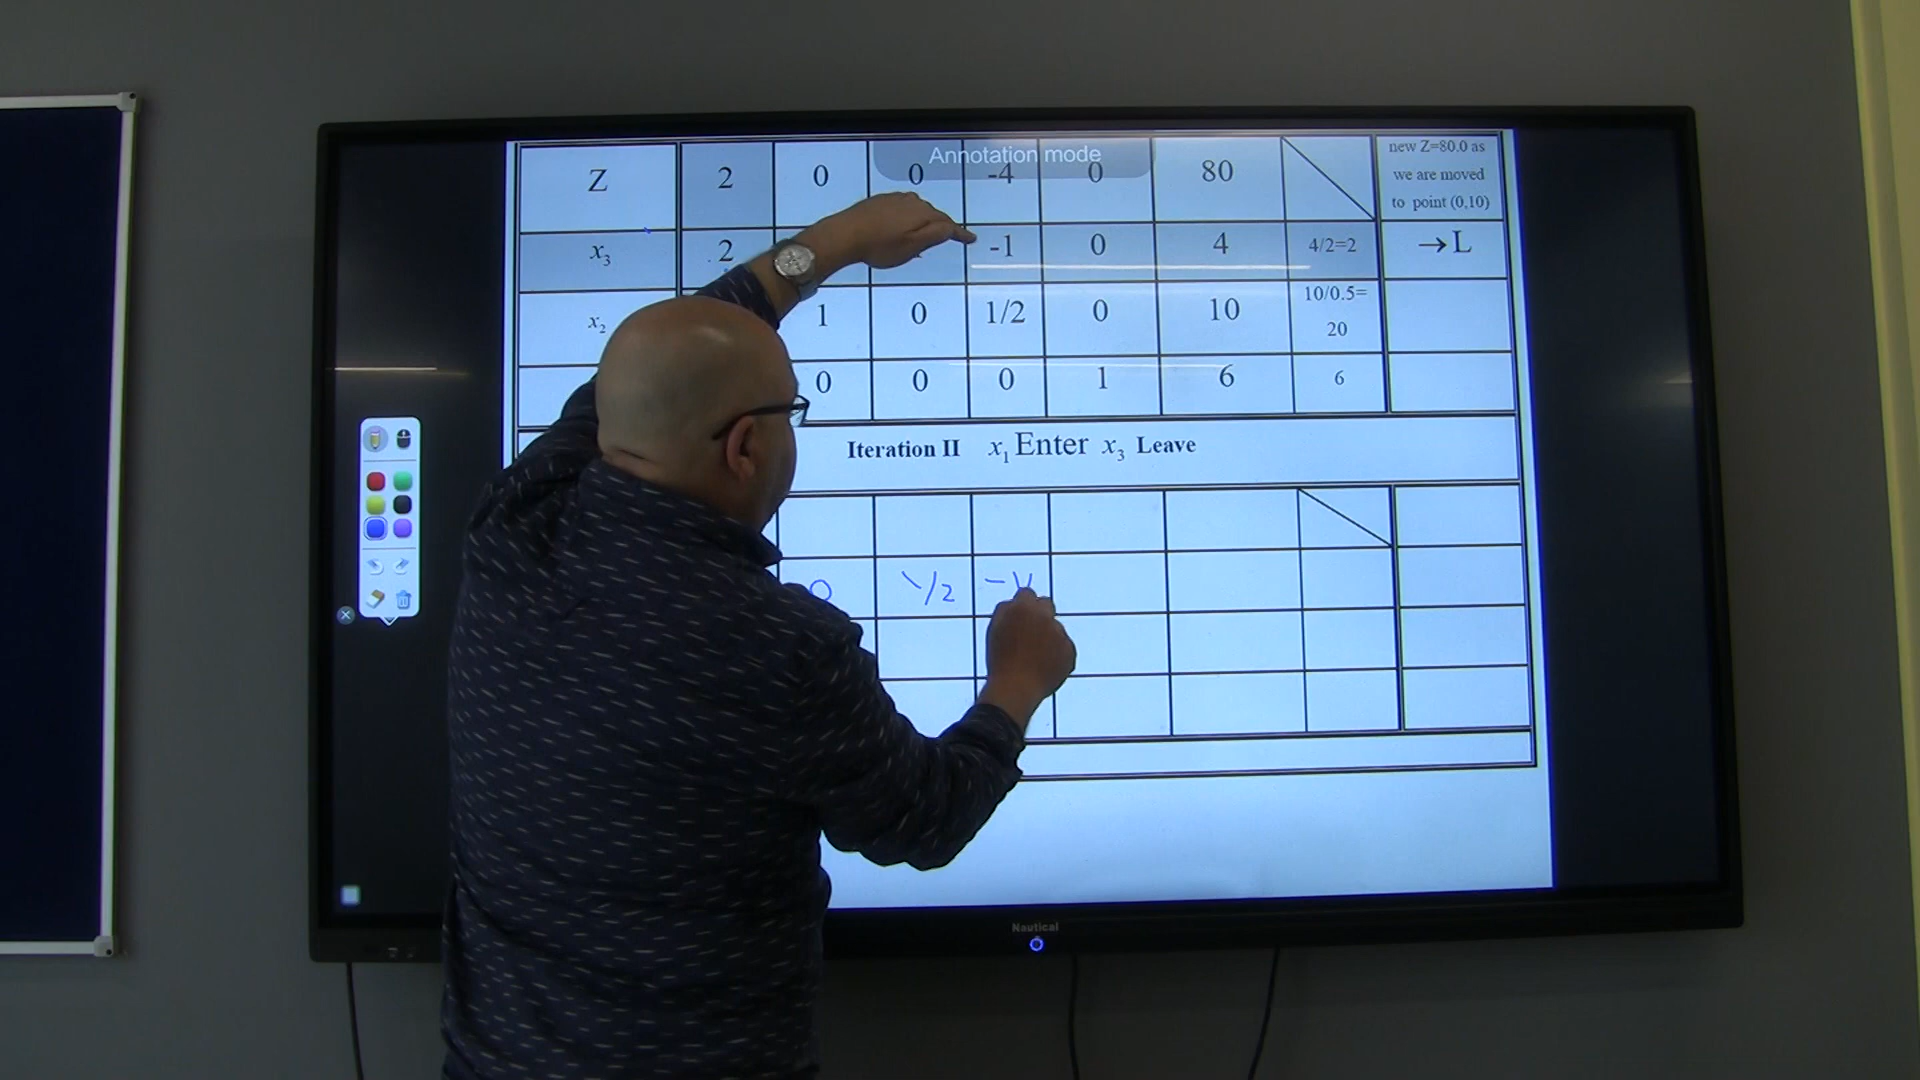 Annotation mode
Z 2 0 0 -4 0 80 new Z=80.0 as
we are moved
to point (0,10)
x3 2 -1 0 4 4/2=2 →L
x2 1 0 1/2 0 10 10/0.5=
20
0 0 0 1 6 6
Iteration II x1 Enter x3 Leave
0 1/2
Nautical